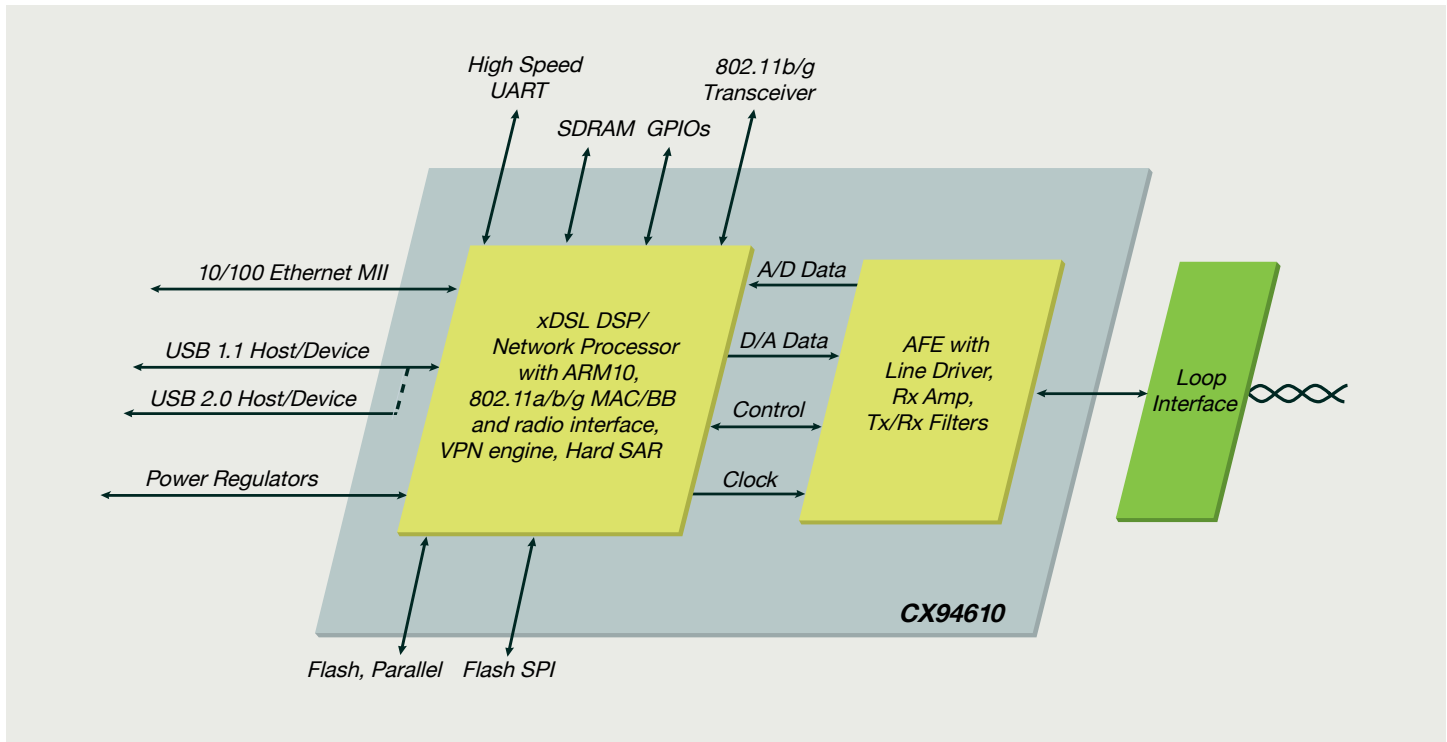 High Speed
UART
802.11b/g
Transceiver
SDRAM
GPIOs
10/100 Ethernet MII
USB 1.1 Host/Device
USB 2.0 Host/Device
Power Regulators
xDSL DSP/
Network Processor
with ARM10,
802.11a/b/g MAC/BB
and radio interface,
VPN engine, Hard SAR
A/D Data
D/A Data
Control
Clock
AFE with
Line Driver,
Rx Amp,
Tx/Rx Filters
Loop
Interface
CX94610
Flash, Parallel
Flash SPI